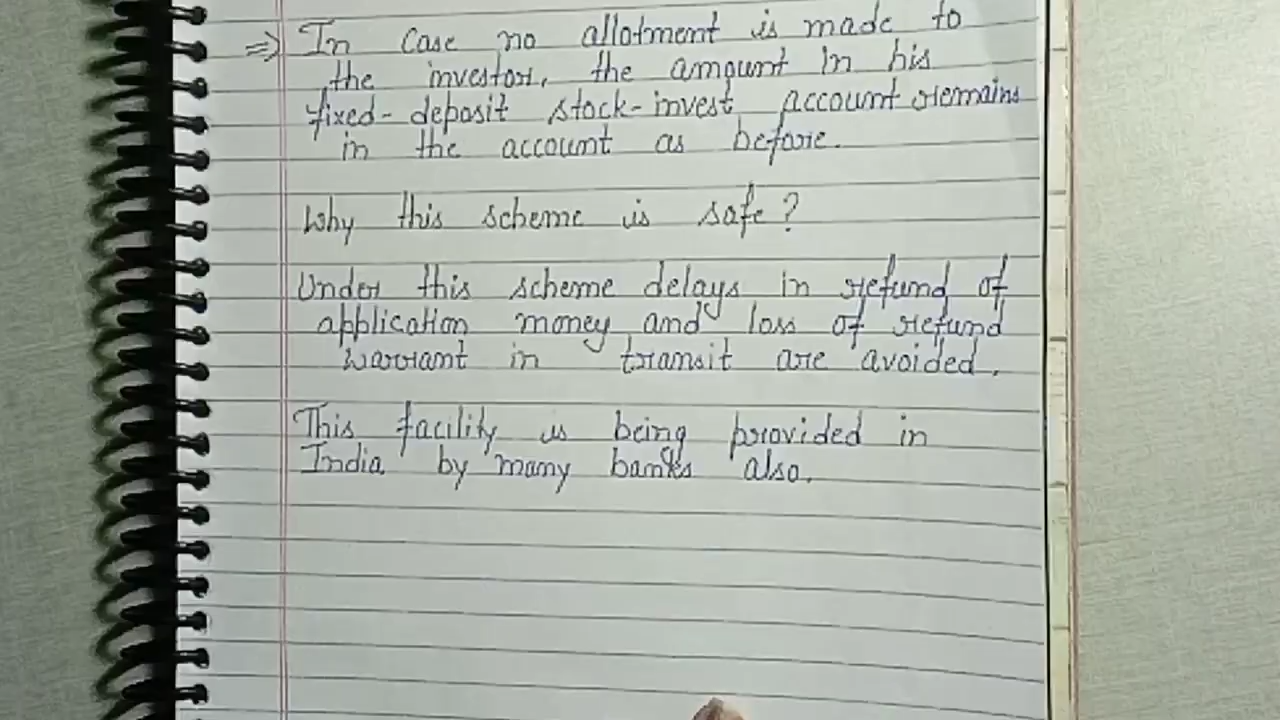 ⇒ In case no allotment is made to
the investor, the amount in his
fixed-deposit stock-invest account remains
in the account as before.
Why this scheme is safe?
Under this scheme delays in refund of
application money and loss of refund
warrant in transit are avoided.
This facility is being provided in
India by many banks also.